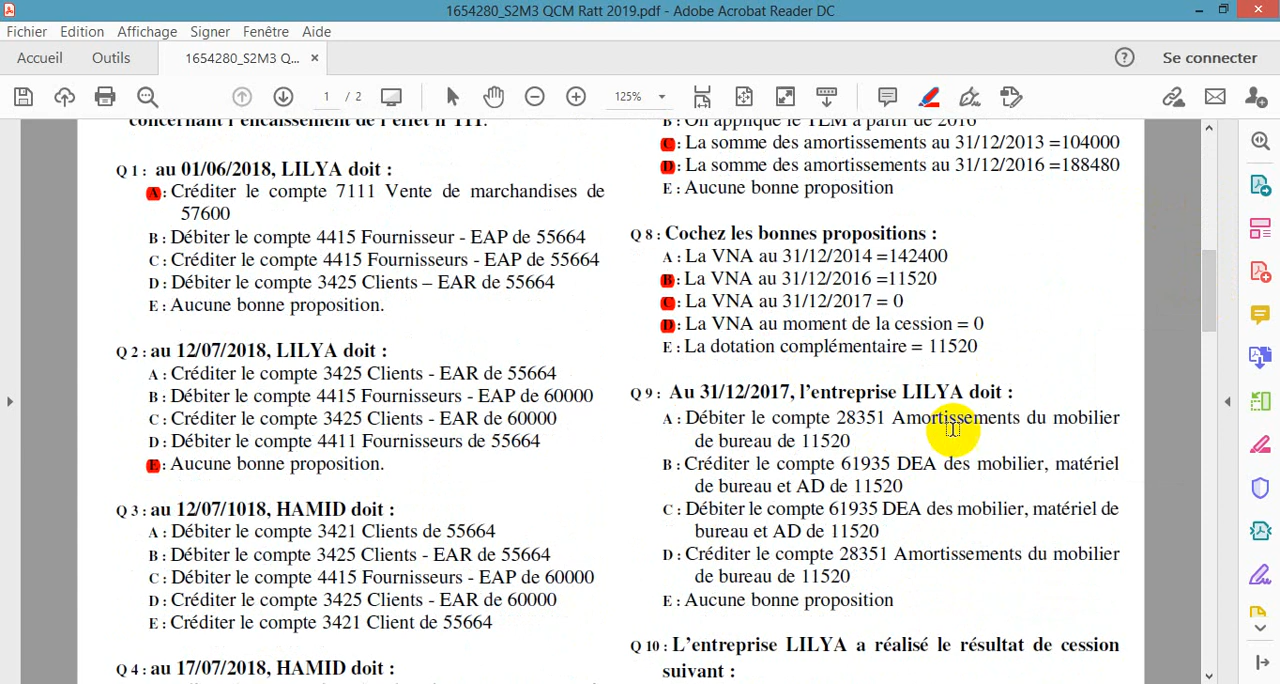 1654280_S2M3 QCM Ratt 2019.pdf - Adobe Acrobat Reader DC
Fichier Edition Affichage Signer Fenêtre Aide
Accueil Outils 1654280_S2M3 Q... × Se connecter
1 / 2 125%
concernant l'encaissement de l'effet n°111.
Q 1 : au 01/06/2018, LILYA doit :
A : Créditer le compte 7111 Vente de marchandises de
57600
B : Débiter le compte 4415 Fournisseur - EAP de 55664
C : Créditer le compte 4415 Fournisseurs - EAP de 55664
D : Débiter le compte 3425 Clients – EAR de 55664
E : Aucune bonne proposition.
Q 2 : au 12/07/2018, LILYA doit :
A : Créditer le compte 3425 Clients - EAR de 55664
B : Débiter le compte 4415 Fournisseurs - EAP de 60000
C : Créditer le compte 3425 Clients - EAR de 60000
D : Débiter le compte 4411 Fournisseurs de 55664
E : Aucune bonne proposition.
Q 3 : au 12/07/1018, HAMID doit :
A : Débiter le compte 3421 Clients de 55664
B : Débiter le compte 3425 Clients - EAR de 55664
C : Débiter le compte 4415 Fournisseurs - EAP de 60000
D : Créditer le compte 3425 Clients - EAR de 60000
E : Créditer le compte 3421 Client de 55664
Q 4 : au 17/07/2018, HAMID doit :
B : On applique le TLM à partir de 2016
C : La somme des amortissements au 31/12/2013 =104000
D : La somme des amortissements au 31/12/2016 =188480
E : Aucune bonne proposition
Q 8 : Cochez les bonnes propositions :
A : La VNA au 31/12/2014 =142400
B : La VNA au 31/12/2016 =11520
C : La VNA au 31/12/2017 = 0
D : La VNA au moment de la cession = 0
E : La dotation complémentaire = 11520
Q 9 : Au 31/12/2017, l'entreprise LILYA doit :
A : Débiter le compte 28351 Amortissements du mobilier
de bureau de 11520
B : Créditer le compte 61935 DEA des mobilier, matériel
de bureau et AD de 11520
C : Débiter le compte 61935 DEA des mobilier, matériel de
bureau et AD de 11520
D : Créditer le compte 28351 Amortissements du mobilier
de bureau de 11520
E : Aucune bonne proposition
Q 10 : L'entreprise LILYA a réalisé le résultat de cession
suivant :